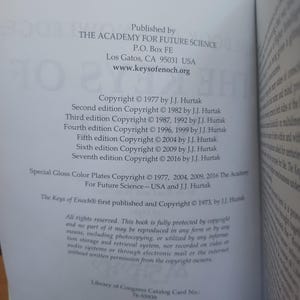 Published by
THE ACADEMY FOR FUTURE SCIENCE
P.O. Box FE
Los Gatos, CA 95031 USA
www.keysofenoch.org
Copyright © 1977 by J.J. Hurtak
Second edition Copyright © 1982 by J.J. Hurtak
Third edition Copyright © 1987, 1992 by J.J. Hurtak
Fourth edition Copyright © 1996, 1999 by J.J. Hurtak
Fifth edition Copyright © 2004 by J.J. Hurtak
Sixth edition Copyright © 2009 by J.J. Hurtak
Seventh edition Copyright © 2016 by J.J. Hurtak
Special Gloss Color Plates Copyright © 1977, 2004, 2009, 2016 The Academy
For Future Science—USA and J.J. Hurtak
The Keys of Enoch® first published and Copyright © 1973, by J.J. Hurtak
All rights reserved. This book is fully protected by copyright
and no part of it may be reproduced in any form or by any
means, including photocopying, or utilized by any informa-
tion storage and retrieval system, nor recorded on video or
audio systems or through electronic mail or the internet
without written permission from the copyright owners.
Library of Congress Catalog Card No.: